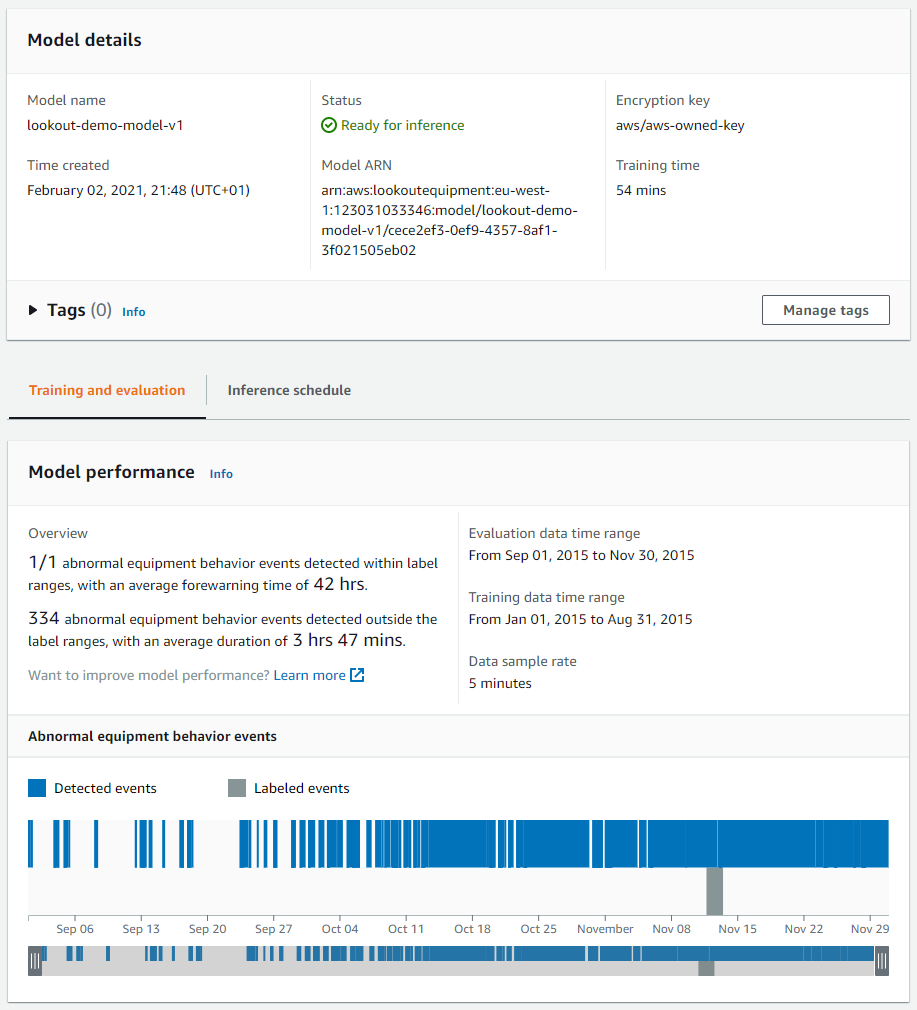 Model details
Model name
lookout-demo-model-v1
Status
Ready for inference
Encryption key
aws/aws-owned-key
Time created
February 02, 2021, 21:48 (UTC+01)
Model ARN
arn:aws:lookoutequipment:eu-west-
1:123031033346:model/lookout-demo-
model-v1/cece2ef3-0ef9-4357-8af1-
3f021505eb02
Training time
54 mins
Tags (0) Info
Manage tags
Training and evaluation
Inference schedule
Model performance Info
Overview
1/1 abnormal equipment behavior events detected within label
ranges, with an average forewarning time of 42 hrs.
334 abnormal equipment behavior events detected outside the
label ranges, with an average duration of 3 hrs 47 mins.
Want to improve model performance? Learn more
Evaluation data time range
From Sep 01, 2015 to Nov 30, 2015
Training data time range
From Jan 01, 2015 to Aug 31, 2015
Data sample rate
5 minutes
Abnormal equipment behavior events
Detected events
Labeled events
Sep 06 Sep 13 Sep 20 Sep 27 Oct 04 Oct 11 Oct 18 Oct 25 November Nov 08 Nov 15 Nov 22 Nov 29